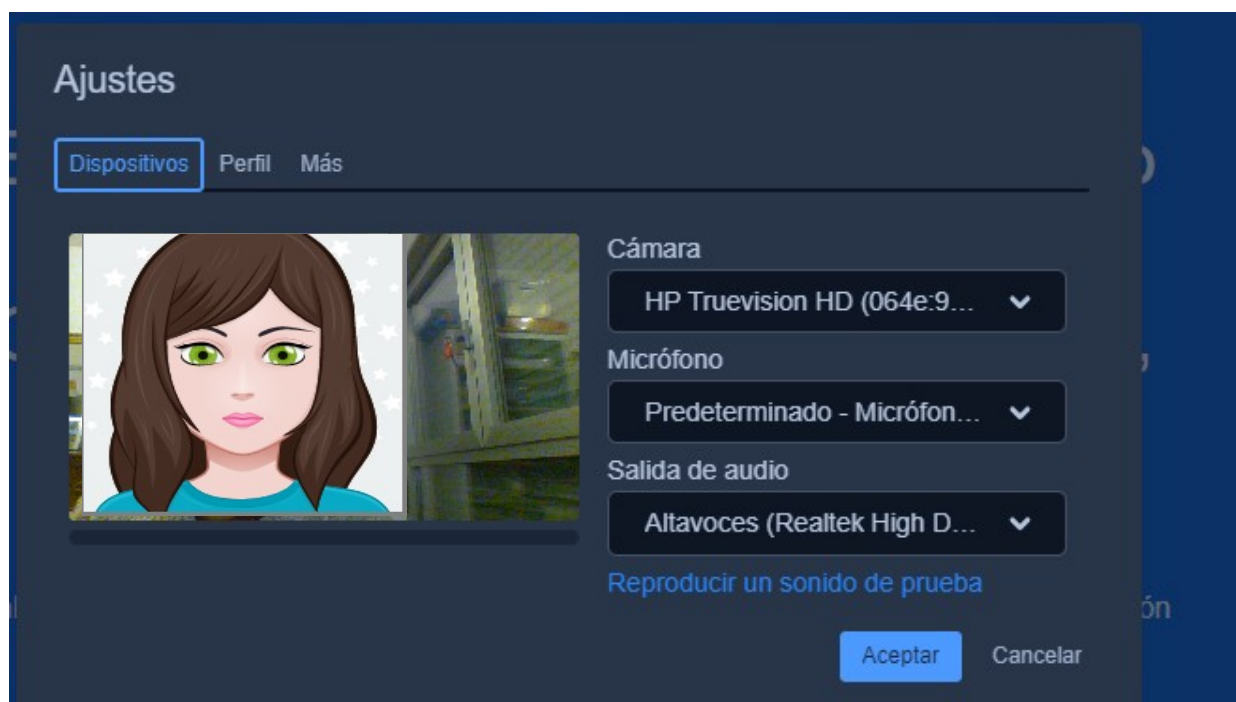 Ajustes
Dispositivos Perfil Más
Cámara
HP Truevision HD (064e:9...
Micrófono
Predeterminado - Micrófon...
Salida de audio
Altavoces (Realtek High D...
Reproducir un sonido de prueba
ón
Aceptar Cancelar